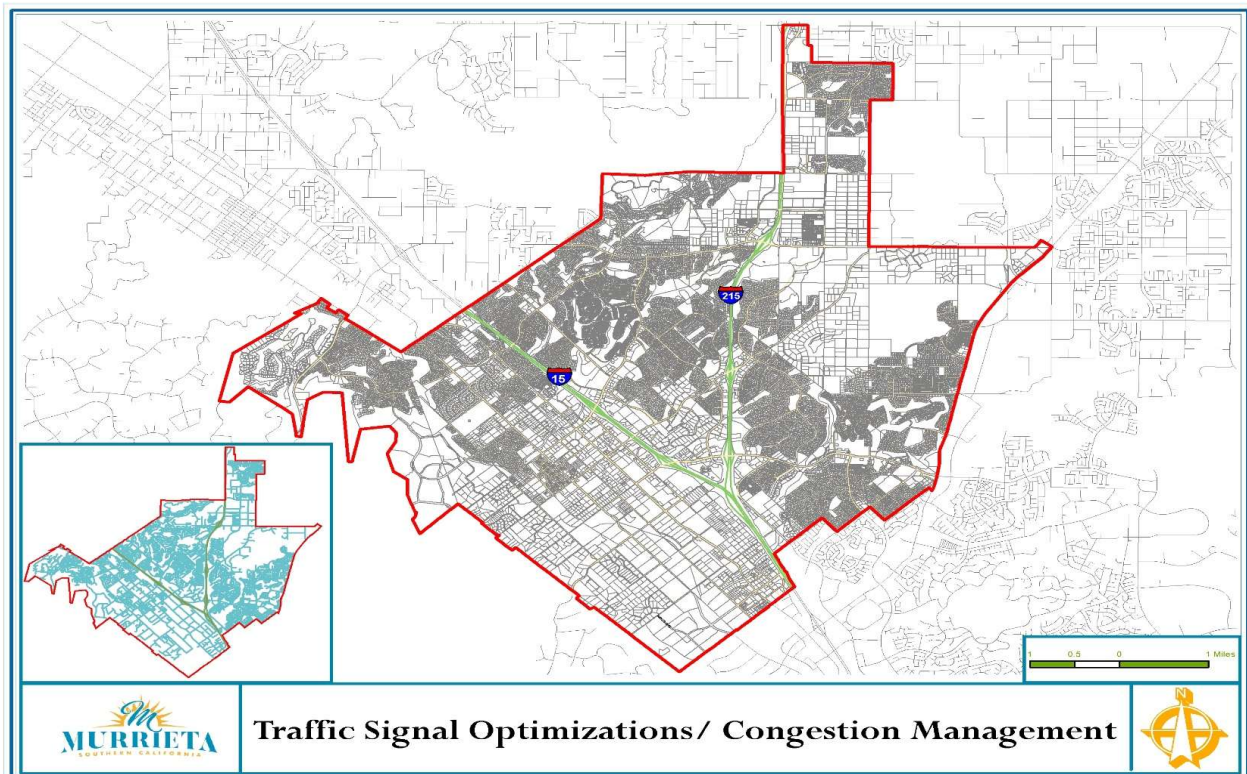 215
15
1 0.5 0 1 Miles
M
MURRIETA
SOUTHERN CALIFORNIA
Traffic Signal Optimizations/ Congestion Management
N